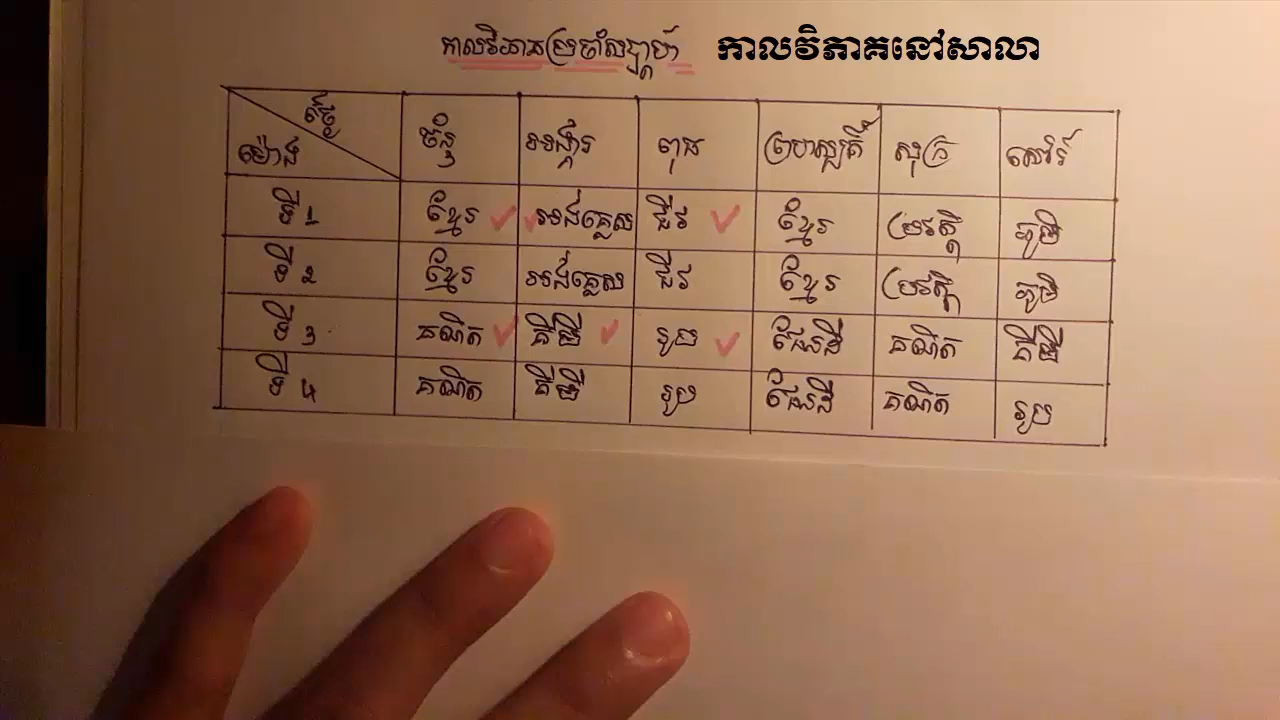 កាលវិភាគប្រចាំសប្ដាហ៍ កាលវិភាគនៅសាលា
ថ្ងៃ
ម៉ោង ច័ន្ទ អង្គារ ពុធ ព្រហស្បតិ៍ សុក្រ សៅរ៍
ទី១ ខ្មែរ អង់គ្លេស ជីវ ខ្មែរ ប្រវត្តិ ភូមិ
ទី២ ខ្មែរ អង់គ្លេស ជីវ ខ្មែរ ប្រវត្តិ ភូមិ
ទី៣ គណិត គីមី រូប ផែនដី គណិត គីមី
ទី៤ គណិត គីមី រូប ផែនដី គណិត រូប